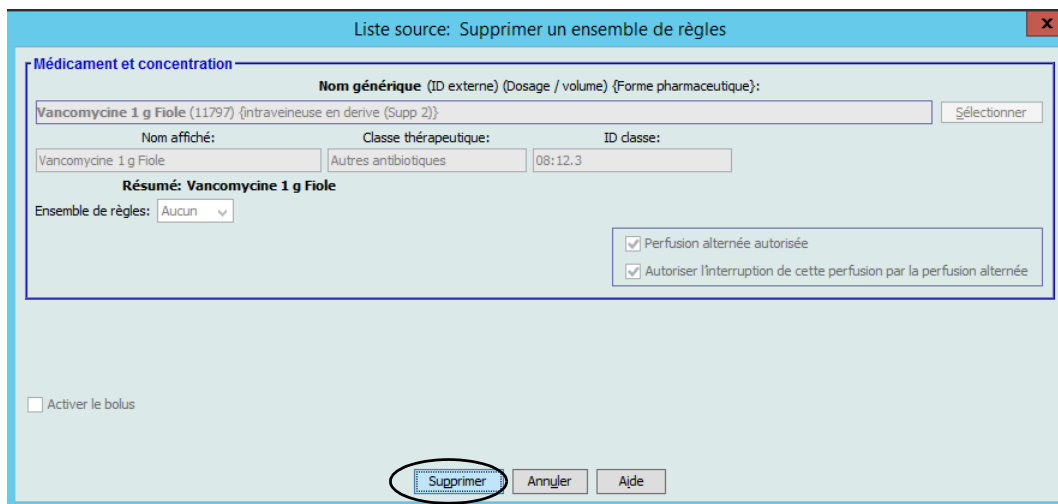 Liste source: Supprimer un ensemble de règles
x
Médicament et concentration
Nom générique (ID externe) (Dosage / volume) {Forme pharmaceutique}:
Vancomycine 1 g Fiole (11797) {intraveineuse en derive (Supp 2)}
Sélectionner
Nom affiché: Classe thérapeutique: ID classe:
Vancomycine 1 g Fiole Autres antibiotiques 08:12.3
Résumé: Vancomycine 1 g Fiole
Ensemble de règles: Aucun
Perfusion alternée autorisée
Autoriser l'interruption de cette perfusion par la perfusion alternée
Activer le bolus
Supprimer Annuler Aide